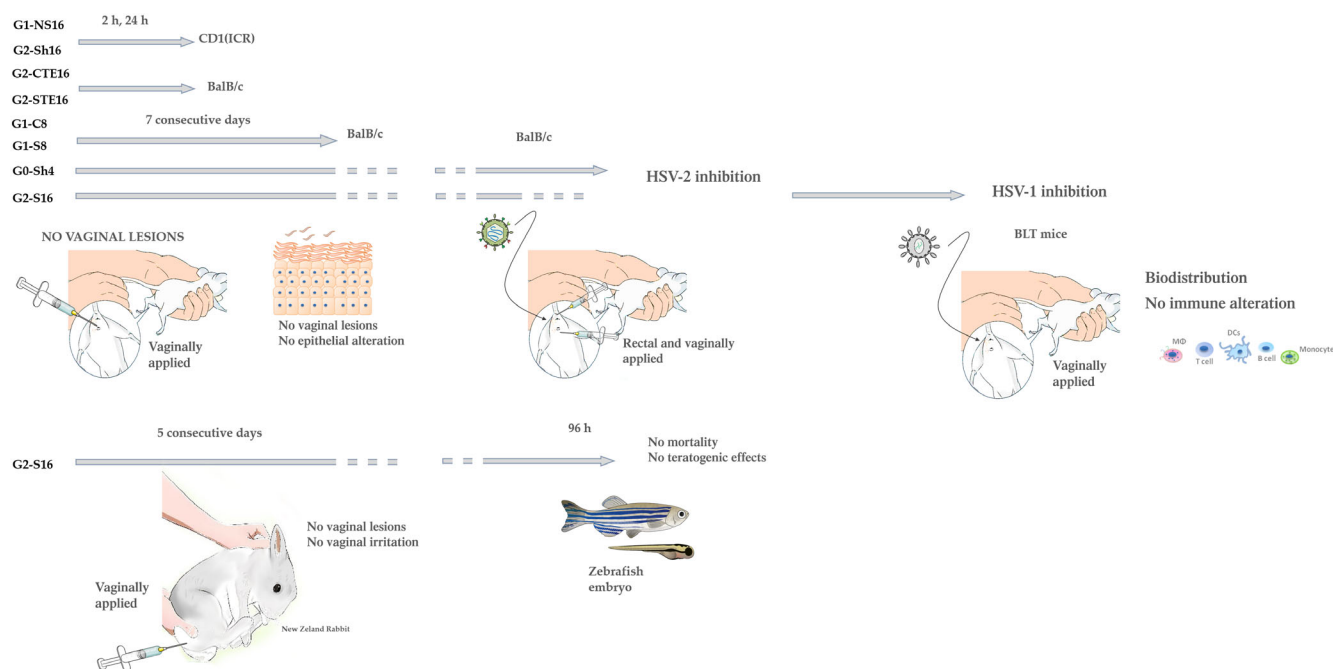 G1-NS16
2 h, 24 h
CD1(ICR)
G2-Sh16
G2-CTE16
BalB/c
G2-STE16
G1-C8
7 consecutive days
BalB/c
BalB/c
G1-S8
G0-Sh4
HSV-2 inhibition
G2-S16
HSV-1 inhibition
NO VAGINAL LESIONS
Vaginally
applied
No vaginal lesions
No epithelial alteration
Rectal and vaginally
applied
BLT mice
Vaginally
applied
Biodistribution
No immune alteration
MΦ
T cell
DCs
B cell
Monocyte
5 consecutive days
96 h
No mortality
No teratogenic effects
G2-S16
No vaginal lesions
No vaginal irritation
Vaginally
applied
New Zeland Rabbit
Zebrafish
embryo